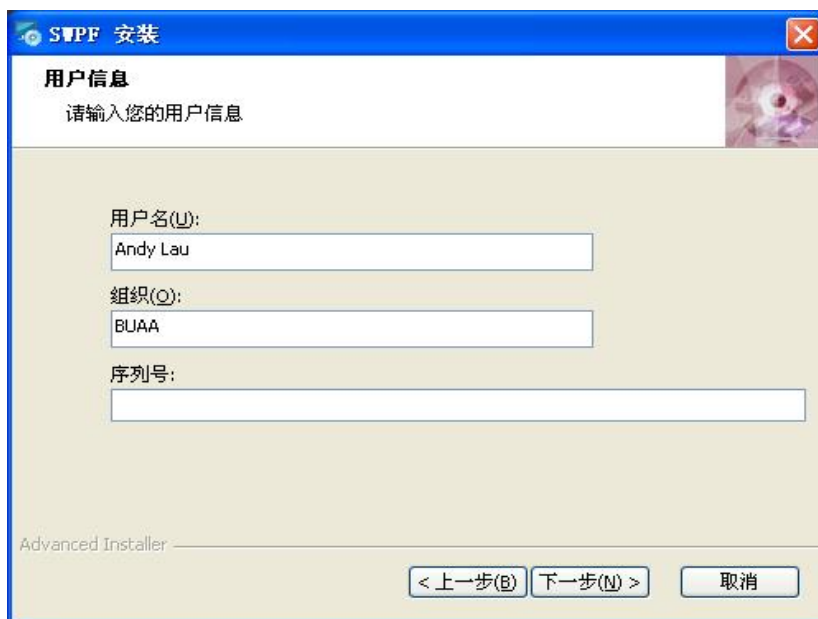 SWPF 安装
用户信息
请输入您的用户信息
用户名(U):
Andy Lau
组织(O):
BUAA
序列号:
Advanced Installer
< 上一步(B) 下一步(N) > 取消